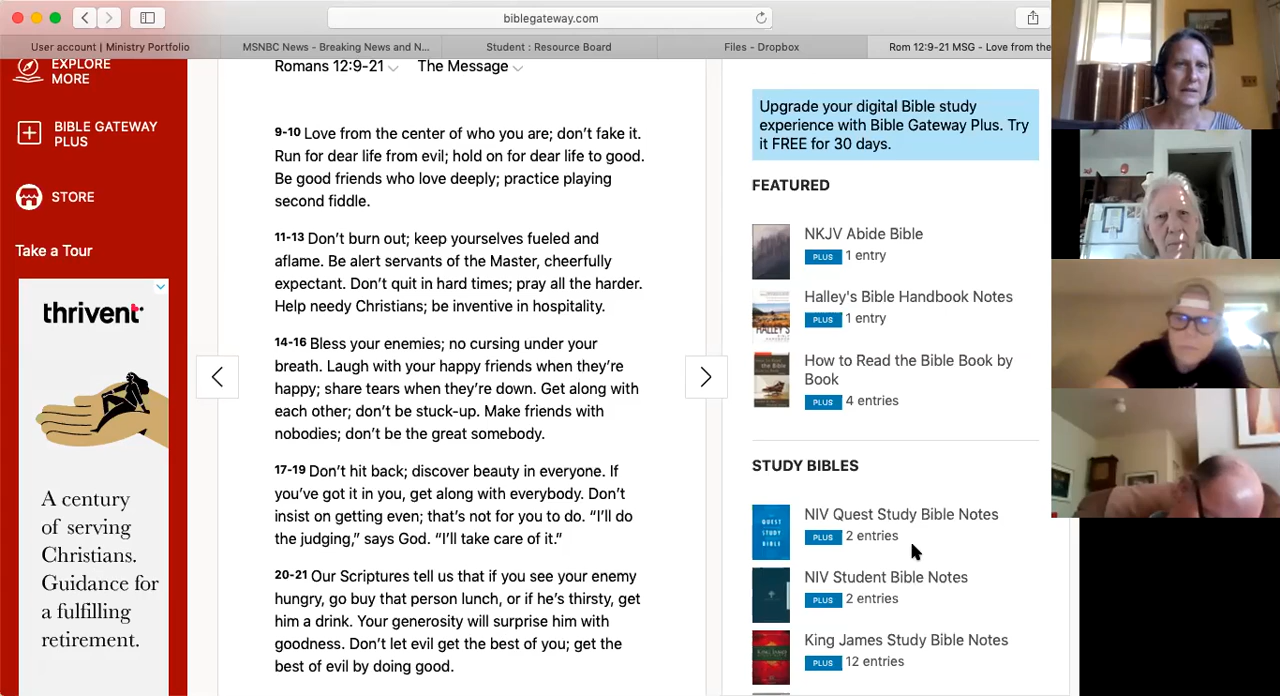 biblegateway.com
User account | Ministry Portfolio
MSNBC News - Breaking News and N...
Student : Resource Board
Files - Dropbox
Rom 12:9-21 MSG - Love from the
EXPLORE
MORE
BIBLE GATEWAY
PLUS
STORE
Take a Tour
thrivent
A century
of serving
Christians.
Guidance for
a fulfilling
retirement.
Romans 12:9-21 The Message
9-10 Love from the center of who you are; don’t fake it.
Run for dear life from evil; hold on for dear life to good.
Be good friends who love deeply; practice playing
second fiddle.
11-13 Don’t burn out; keep yourselves fueled and
aflame. Be alert servants of the Master, cheerfully
expectant. Don’t quit in hard times; pray all the harder.
Help needy Christians; be inventive in hospitality.
14-16 Bless your enemies; no cursing under your
breath. Laugh with your happy friends when they’re
happy; share tears when they’re down. Get along with
each other; don’t be stuck-up. Make friends with
nobodies; don’t be the great somebody.
17-19 Don’t hit back; discover beauty in everyone. If
you’ve got it in you, get along with everybody. Don’t
insist on getting even; that’s not for you to do. “I’ll do
the judging,” says God. “I’ll take care of it.”
20-21 Our Scriptures tell us that if you see your enemy
hungry, go buy that person lunch, or if he’s thirsty, get
him a drink. Your generosity will surprise him with
goodness. Don’t let evil get the best of you; get the
best of evil by doing good.
Upgrade your digital Bible study
experience with Bible Gateway Plus. Try
it FREE for 30 days.
FEATURED
NKJV Abide Bible
PLUS 1 entry
Halley's Bible Handbook Notes
PLUS 1 entry
How to Read the Bible Book by
Book
PLUS 4 entries
STUDY BIBLES
NIV Quest Study Bible Notes
PLUS 2 entries
QUEST
STUDY
BIBLE
NIV Student Bible Notes
PLUS 2 entries
King James Study Bible Notes
PLUS 12 entries